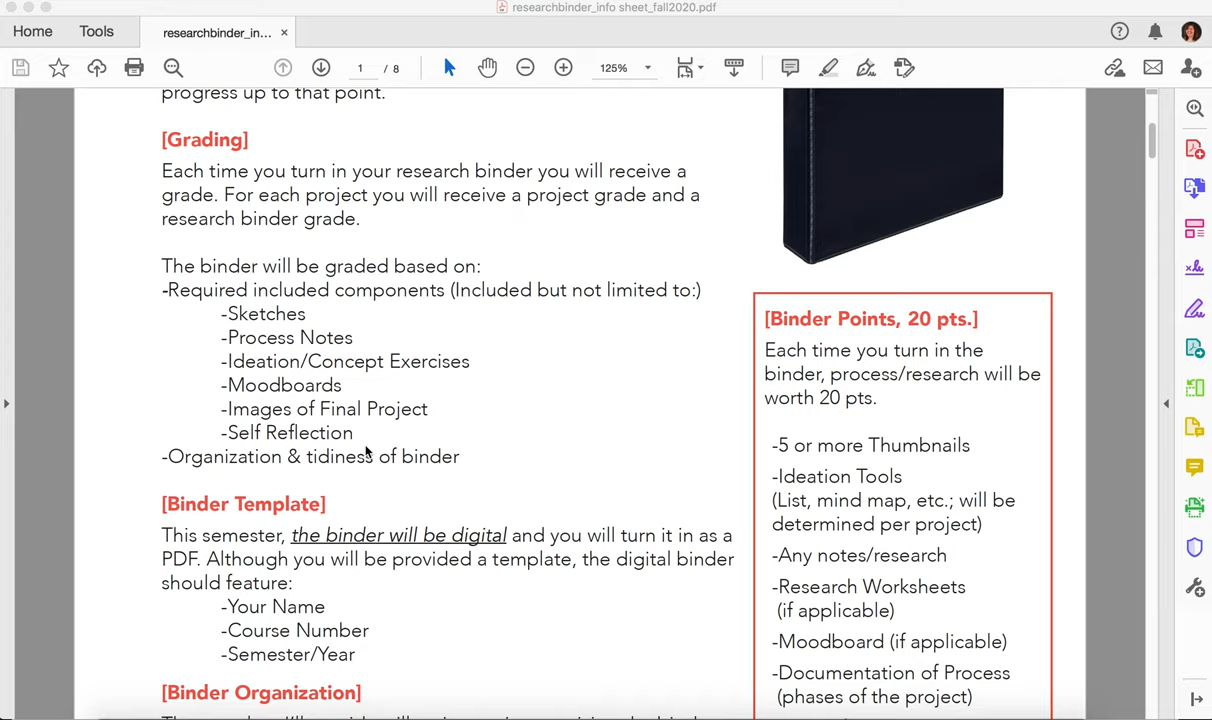 researchbinder_info sheet_fall2020.pdf
Home
Tools
researchbinder_in...
1 / 8
125%
progress up to that point.
[Grading]
Each time you turn in your research binder you will receive a
grade. For each project you will receive a project grade and a
research binder grade.
The binder will be graded based on:
-Required included components (Included but not limited to:)
-Sketches
-Process Notes
-Ideation/Concept Exercises
-Moodboards
-Images of Final Project
-Self Reflection
-Organization & tidiness of binder
[Binder Template]
This semester, the binder will be digital and you will turn it in as a
PDF. Although you will be provided a template, the digital binder
should feature:
-Your Name
-Course Number
-Semester/Year
[Binder Organization]
[Binder Points, 20 pts.]
Each time you turn in the
binder, process/research will be
worth 20 pts.
-5 or more Thumbnails
-Ideation Tools
(List, mind map, etc.; will be
determined per project)
-Any notes/research
-Research Worksheets
(if applicable)
-Moodboard (if applicable)
-Documentation of Process
(phases of the project)